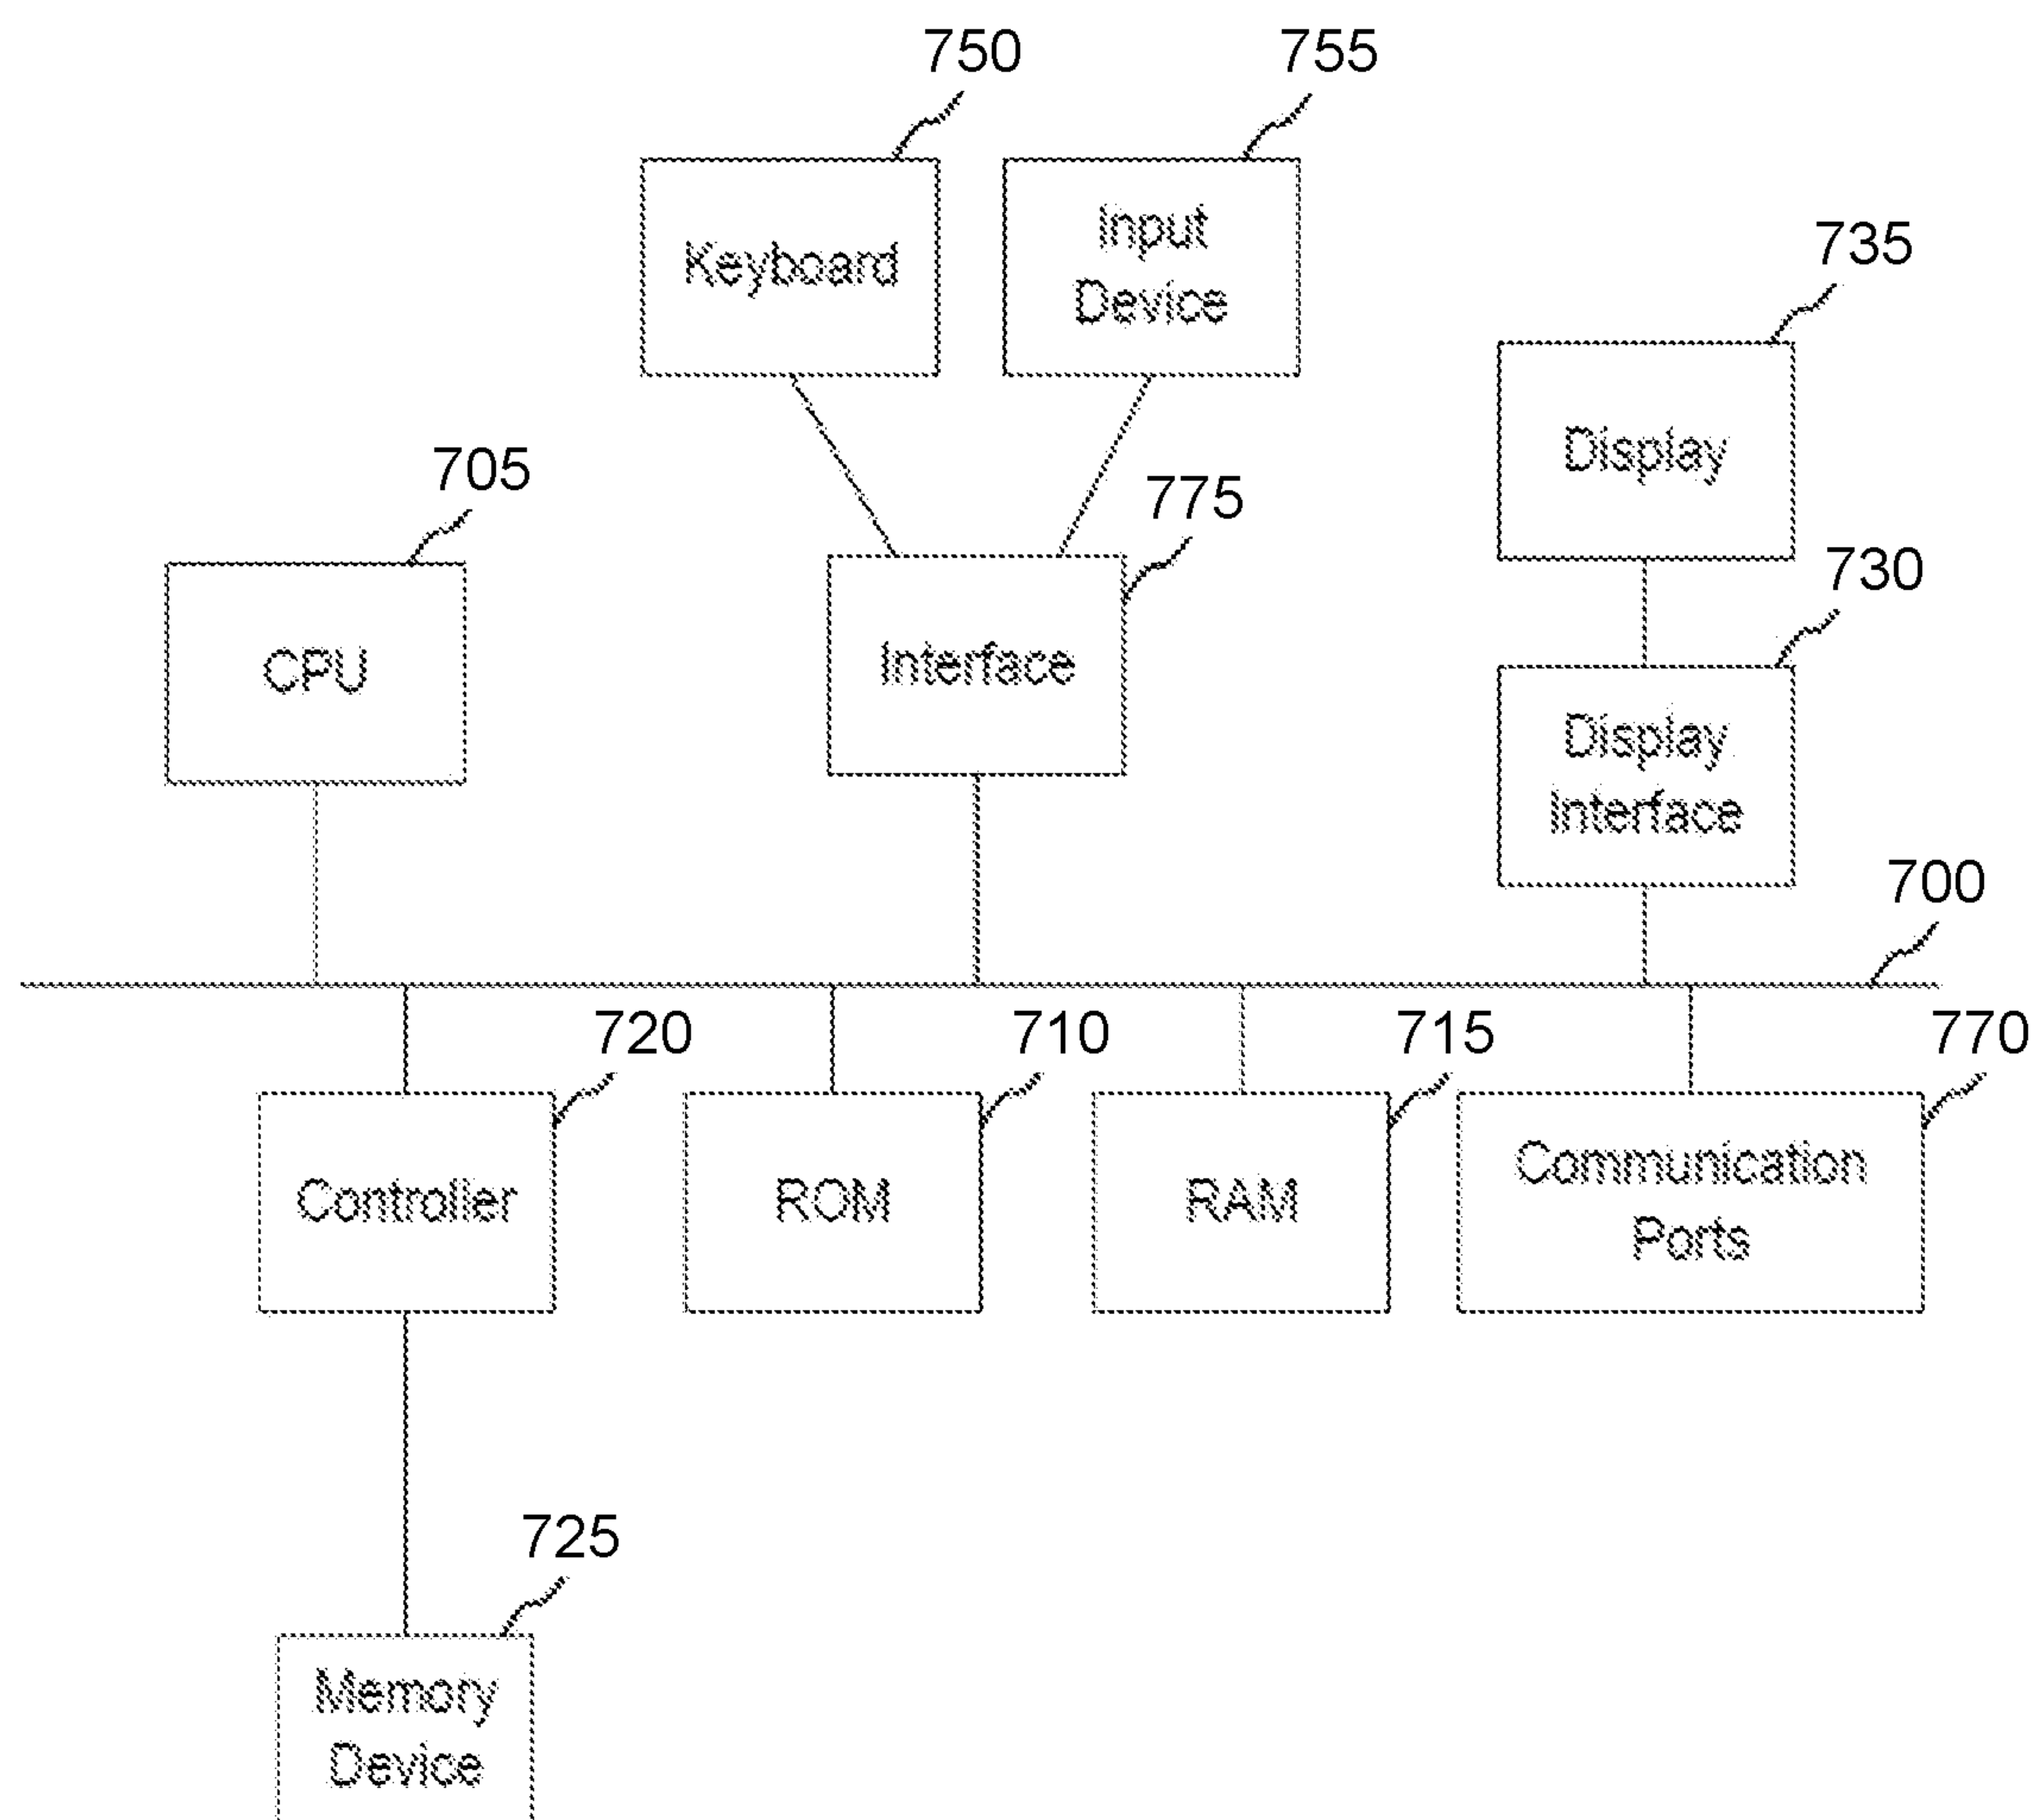 750
755
Keyboard
Input
Device
735
Display
705
775
730
CPU
Interface
Display
Interface
700
720
710
715
770
Controller
ROM
RAM
Communication
Ports
725
Memory
Device